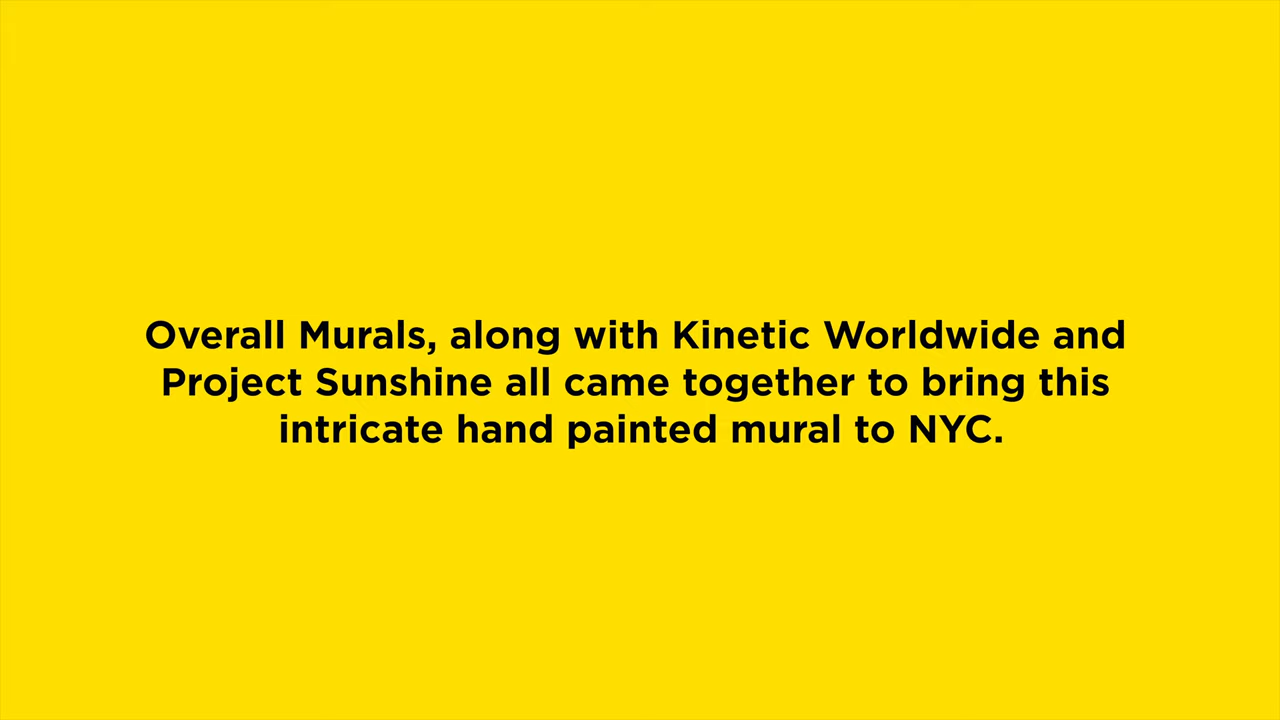 Overall Murals, along with Kinetic Worldwide and
Project Sunshine all came together to bring this
intricate hand painted mural to NYC.